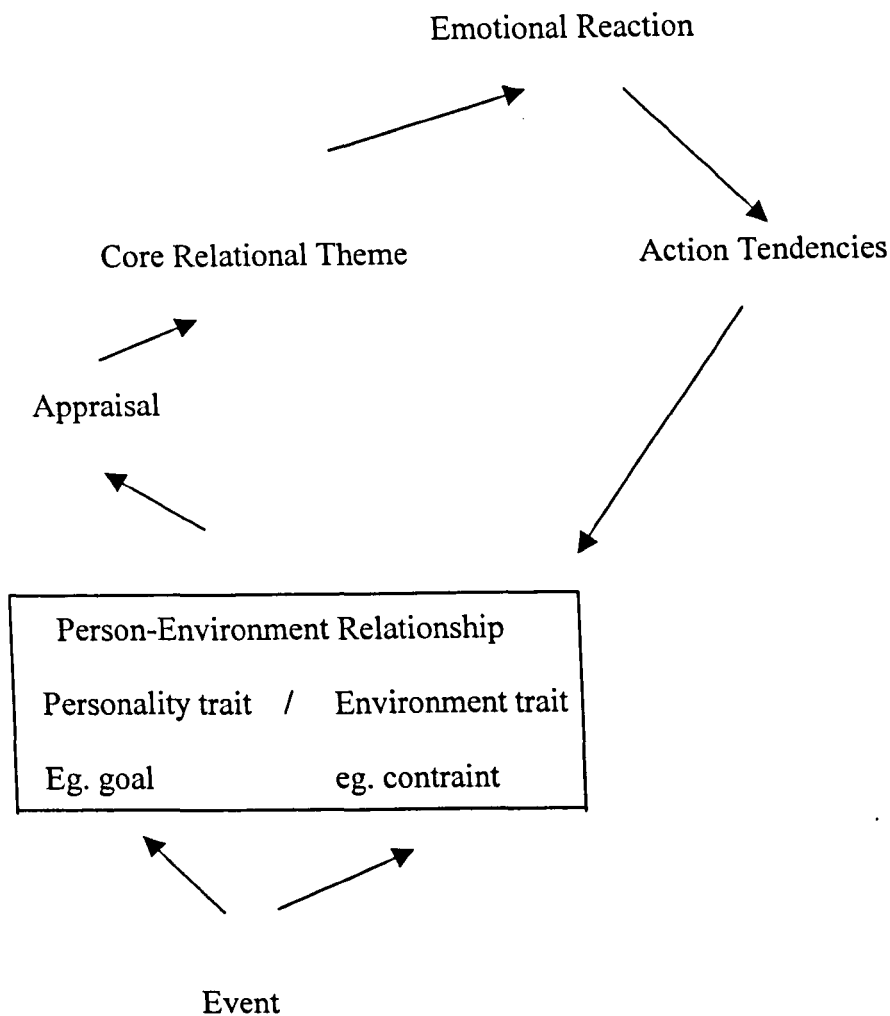 Emotional Reaction
Core Relational Theme
Action Tendencies
Appraisal
Person-Environment Relationship
Personality trait / Environment trait
Eg. goal eg. contraint
Event